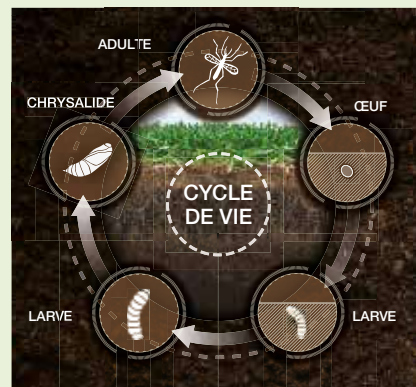 ADULTE
CHRYSALIDE
ŒUF
CYCLE
DE VIE
LARVE
LARVE